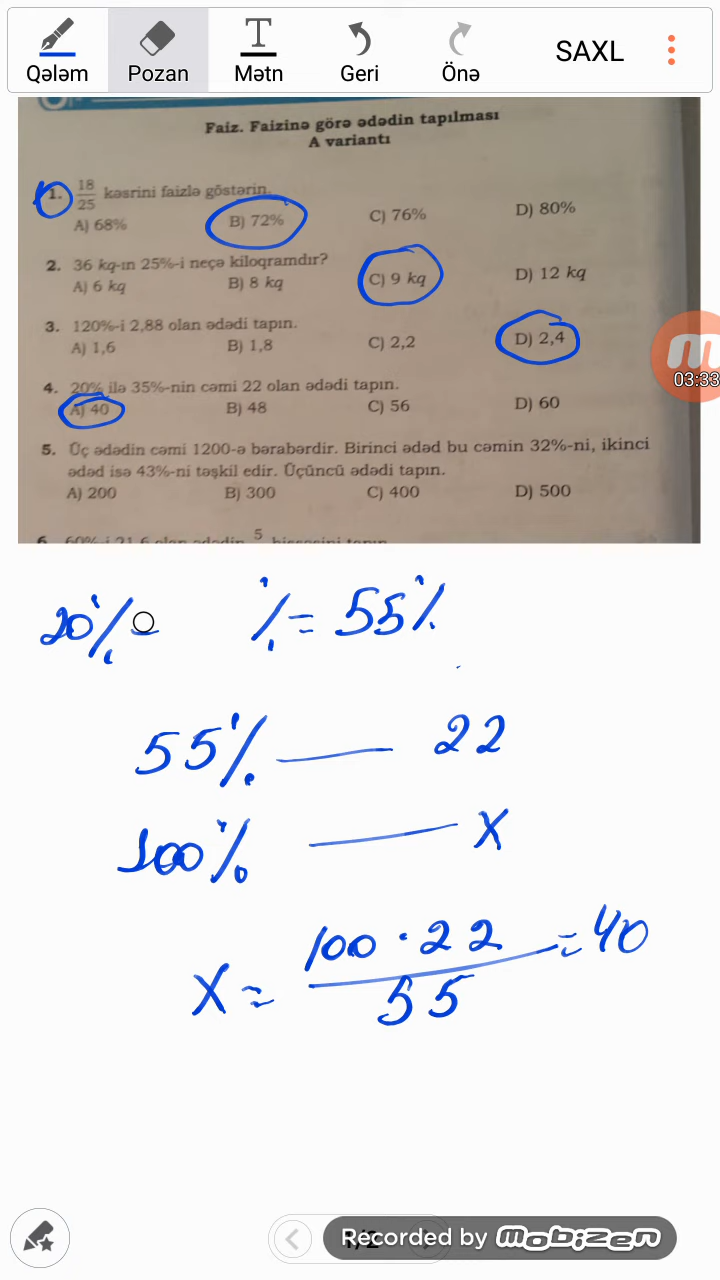 Qələm Pozan Mətn Geri Önə SAXL
Faiz. Faizinə görə ədədin tapılması
A variantı
1. 18/25 kəsrini faizlə göstərin.
A) 68% B) 72% C) 76% D) 80%
2. 36 kq-ın 25%-i neçə kiloqramdır?
A) 6 kq B) 8 kq C) 9 kq D) 12 kq
3. 120%-i 2,88 olan ədədi tapın.
A) 1,6 B) 1,8 C) 2,2 D) 2,4
03:33
4. 20% ilə 35%-nin cəmi 22 olan ədədi tapın.
A) 40 B) 48 C) 56 D) 60
5. Üç ədədin cəmi 1200-ə bərabərdir. Birinci ədəd bu cəmin 32%-ni, ikinci
ədəd isə 43%-ni təşkil edir. Üçüncü ədədi tapın.
A) 200 B) 300 C) 400 D) 500
20% % = 55%
55% — 22
100% — X
X = 100 · 22 / 55 = 40
Recorded by mobizen